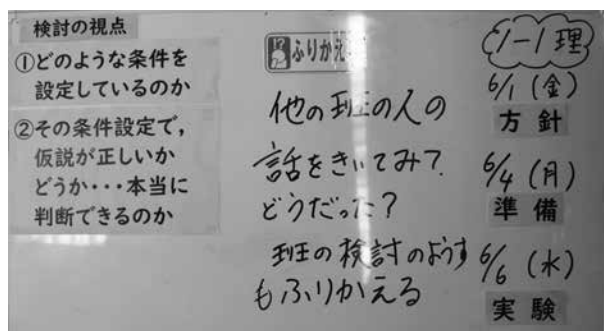 検討の視点
①どのような条件を
設定しているのか
②その条件設定で，
仮説が正しいか
どうか・・・本当に
判断できるのか
ふりかえ
他の班の人の
話をきいてみて
どうだった？
班の検討のようす
もふりかえる
1-1 理
6/1 (金)
方針
6/4 (月)
準備
6/6 (水)
実験